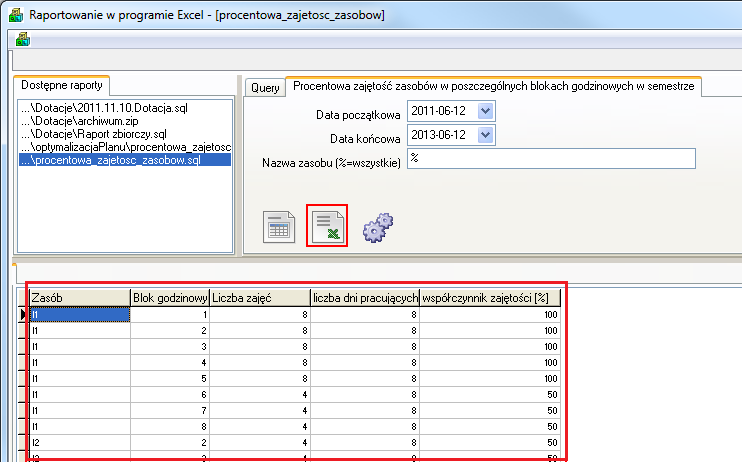 Raportowanie w programie Excel - [procentowa_zajetosc_zasobow]
Dostępne raporty
...\Dotacje\2011.11.10.Dotacja.sql
...\Dotacje\archiwum.zip
...\Dotacje\Raport zbiorczy.sql
...\optymalizacjaPlanu\procentowa_zajetosc
...\procentowa_zajetosc_zasobow.sql
Query
Procentowa zajętość zasobów w poszczególnych blokach godzinowych w semestrze
Data początkowa 2011-06-12
Data końcowa 2013-06-12
Nazwa zasobu (%=wszystkie) %
Zasób Blok godzinowy Liczba zajęć liczba dni pracujących współczynnik zajętości [%]
I1 1 8 8 100
I1 2 8 8 100
I1 3 8 8 100
I1 4 8 8 100
I1 5 8 8 100
I1 6 4 8 50
I1 7 4 8 50
I1 8 4 8 50
I2 2 4 8 50